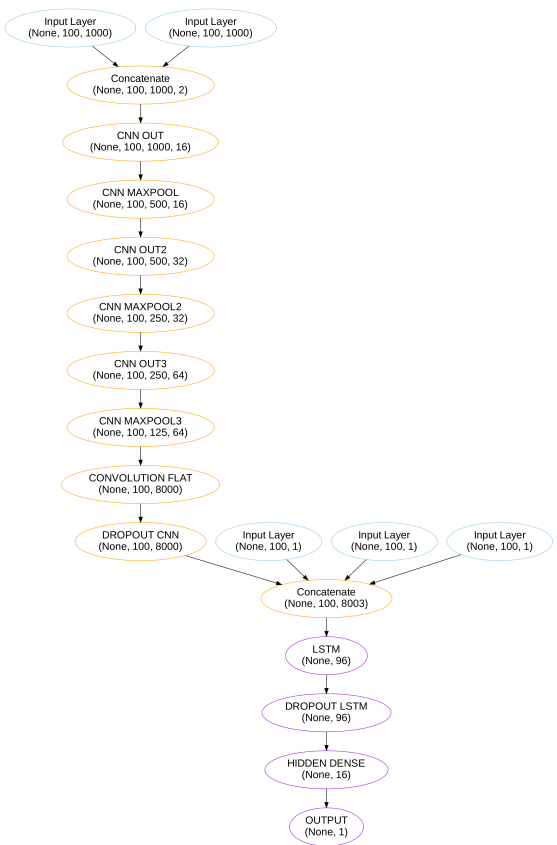 Input Layer
(None, 100, 1000)
Input Layer
(None, 100, 1000)
Concatenate
(None, 100, 1000, 2)
CNN OUT
(None, 100, 1000, 16)
CNN MAXPOOL
(None, 100, 500, 16)
CNN OUT2
(None, 100, 500, 32)
CNN MAXPOOL2
(None, 100, 250, 32)
CNN OUT3
(None, 100, 250, 64)
CNN MAXPOOL3
(None, 100, 125, 64)
CONVOLUTION FLAT
(None, 100, 8000)
DROPOUT CNN
(None, 100, 8000)
Input Layer
(None, 100, 1)
Input Layer
(None, 100, 1)
Input Layer
(None, 100, 1)
Concatenate
(None, 100, 8003)
LSTM
(None, 96)
DROPOUT LSTM
(None, 96)
HIDDEN DENSE
(None, 16)
OUTPUT
(None, 1)